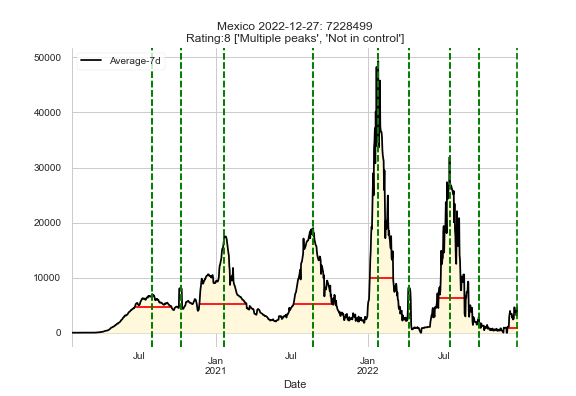 Mexico 2022-12-27: 7228499
Rating:8 ['Multiple peaks', 'Not in control']
Average-7d
50000
40000
30000
20000
10000
0
Jul
Jan
2021
Jul
Jan
2022
Jul
Date